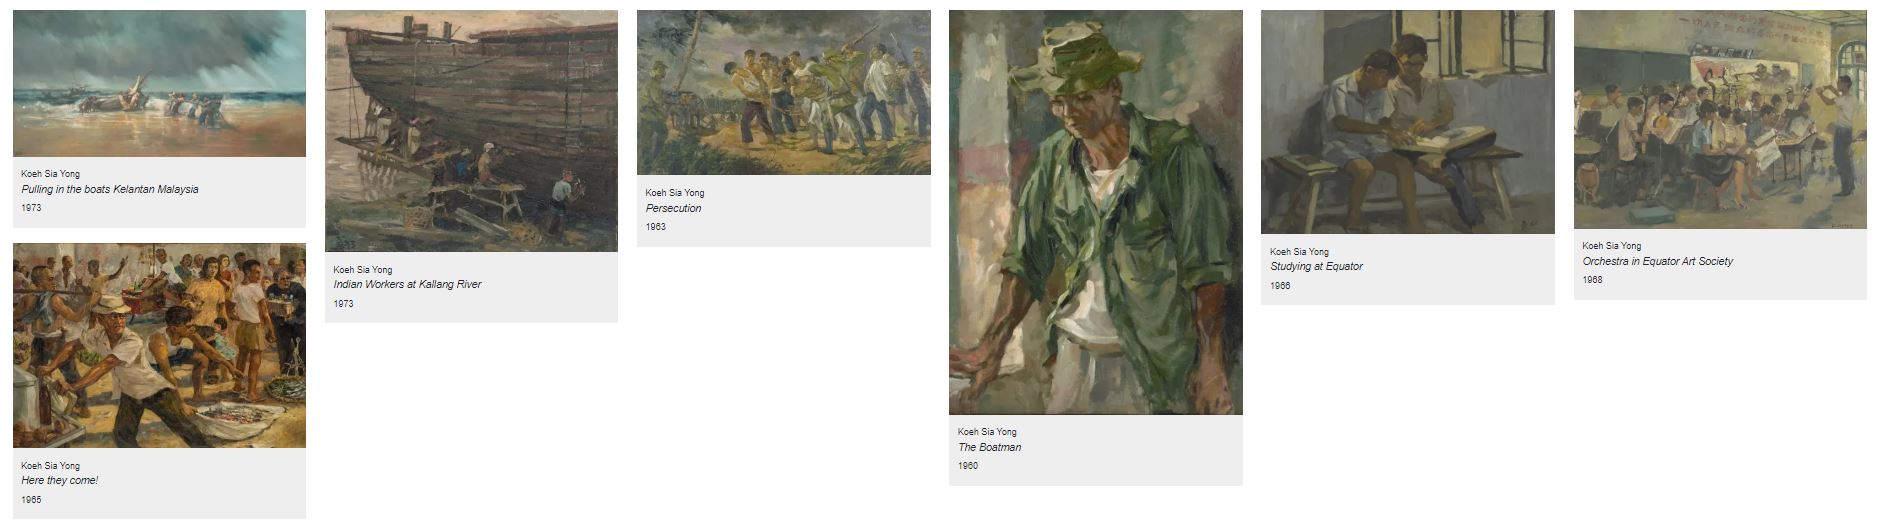 Koeh Sia Yong
Pulling in the boats Kelantan Malaysia
1973
Koeh Sia Yong
Here they come!
1965
Koeh Sia Yong
Indian Workers at Kallang River
1973
Koeh Sia Yong
Persecution
1963
Koeh Sia Yong
The Boatman
1960
Koeh Sia Yong
Studying at Equator
1966
Koeh Sia Yong
Orchestra in Equator Art Society
1968